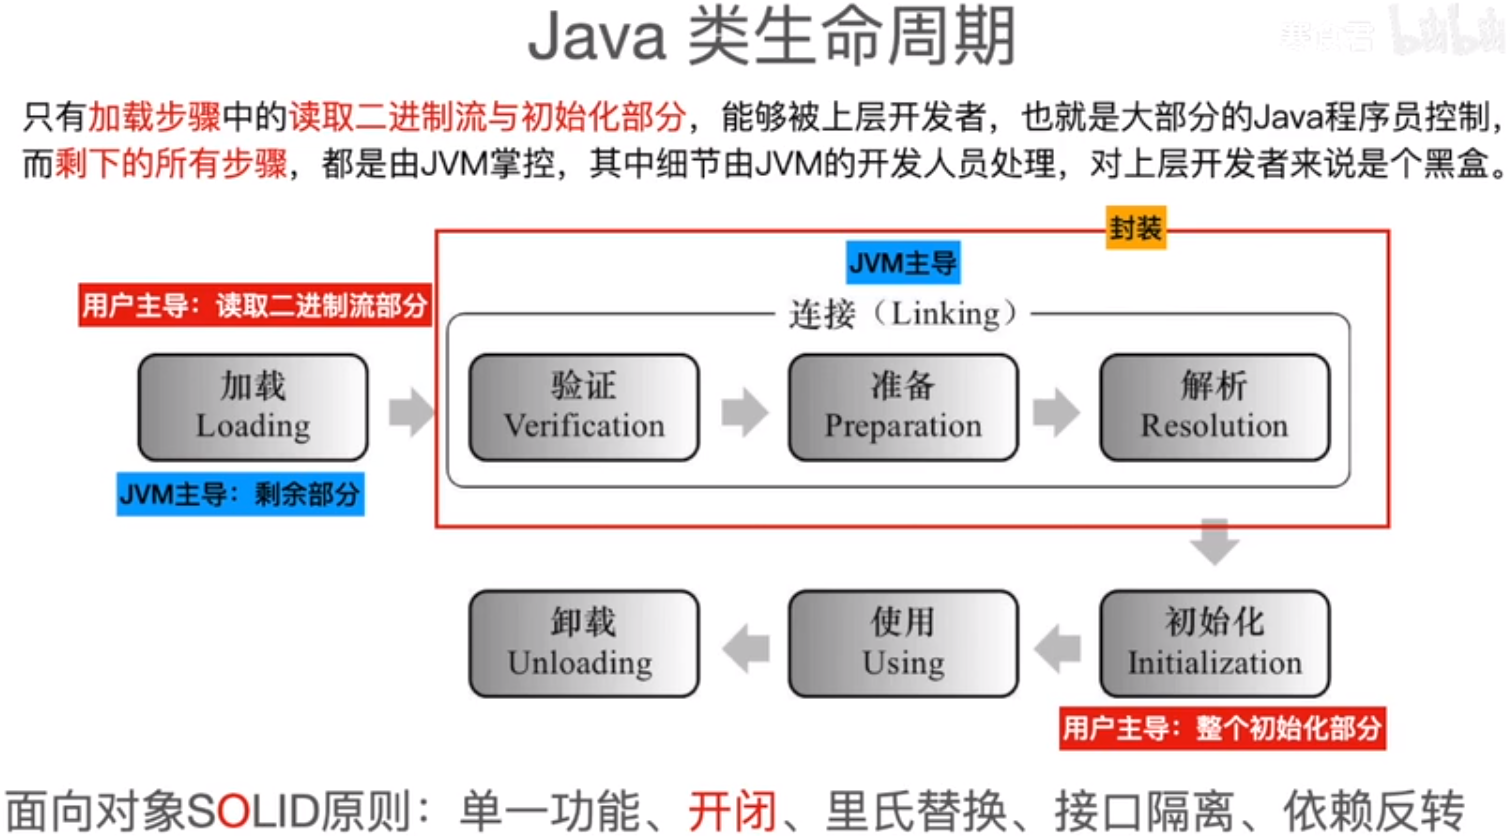 Java 类生命周期
寒食君 bilibili
只有加载步骤中的读取二进制流与初始化部分，能够被上层开发者，也就是大部分的Java程序员控制，
而剩下的所有步骤，都是由JVM掌控，其中细节由JVM的开发人员处理，对上层开发者来说是个黑盒。
封装
JVM主导
用户主导：读取二进制流部分
连接（Linking）
加载
Loading
验证
Verification
准备
Preparation
解析
Resolution
JVM主导：剩余部分
卸载
Unloading
使用
Using
初始化
Initialization
用户主导：整个初始化部分
面向对象SOLID原则：单一功能、开闭、里氏替换、接口隔离、依赖反转